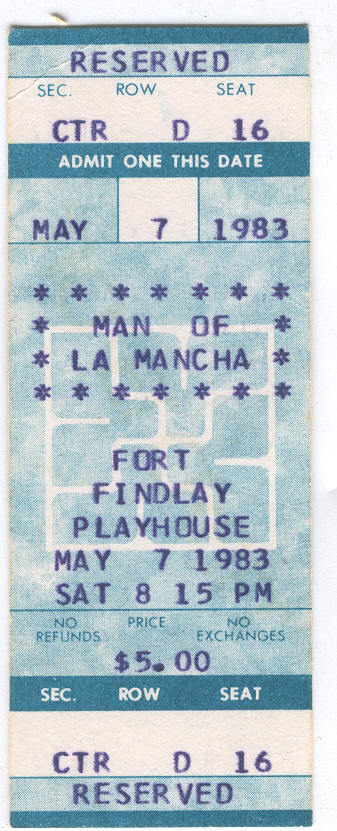 RESERVED
SEC. ROW SEAT
CTR D 16
ADMIT ONE THIS DATE
MAY 7 1983
* * * * * * *
* MAN OF *
* LA MANCHA *
* * * * * * *
FORT
FINDLAY
PLAYHOUSE
MAY 7 1983
SAT 8 15 PM
NO REFUNDS PRICE NO EXCHANGES
$5.00
SEC. ROW SEAT
CTR D 16
RESERVED